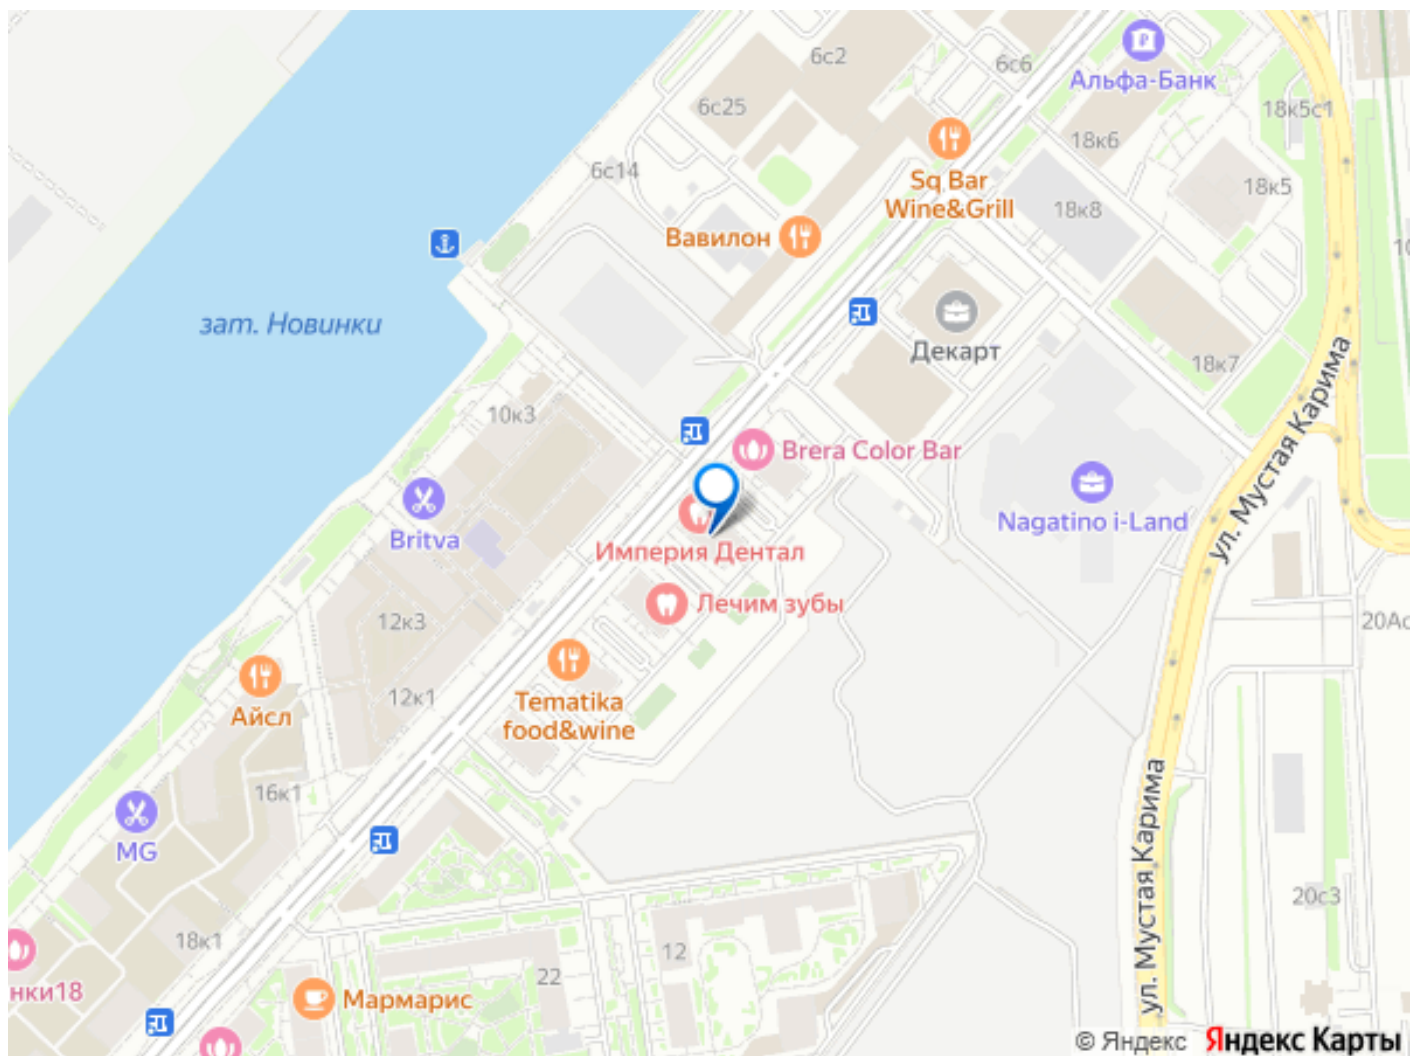 6с2
6с6
Альфа-Банк
6с25
18к5с1
18к6
Sq Bar
Wine&Grill
6с14
18к5
18к8
Вавилон
зат. Новинки
Декарт
18к7
10к3
Brera Color Bar
ул. Мустая Карима
Nagatino i-Land
Britva
Империя Дентал
Лечим зубы
12к3
12к1
Tematika
food&wine
Айсл
16к1
MG
ул. Мустая Карима
20с3
18к1
12
22
нки18
Мармарис
© Яндекс
Яндекс Карты